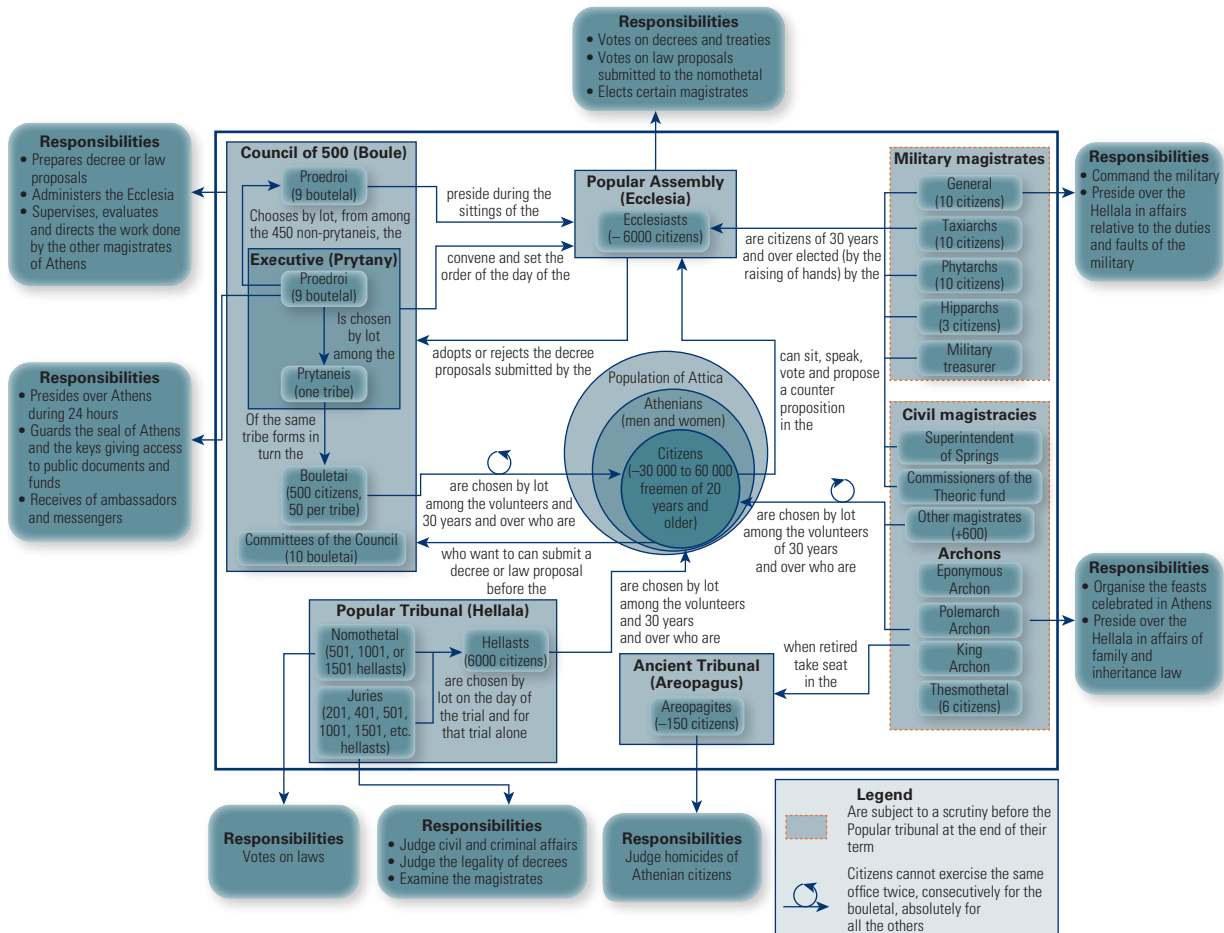 Responsibilities
• Votes on decrees and treaties
• Votes on law proposals
submitted to the nomothetal
• Elects certain magistrates
Responsibilities
• Prepares decree or law
proposals
• Administers the Ecclesia
• Supervises, evaluates
and directs the work done
by the other magistrates
of Athens
Council of 500 (Boule)
Proedroi
(9 boutelal)
Chooses by lot, from among
the 450 non-prytaneis, the
Executive (Prytany)
Proedroi
(9 boutelal)
Is chosen
by lot
among the
Prytaneis
(one tribe)
Of the same
tribe forms in
turn the
Bouletai
(500 citizens,
50 per tribe)
Committees of the Council
(10 bouletai)
preside during the
sittings of the
convene and set the
order of the day of the
adopts or rejects the decree
proposals submitted by the
Popular Assembly
(Ecclesia)
Ecclesiasts
(– 6000 citizens)
are citizens of 30 years
and over elected (by the
raising of hands) by the
Military magistrates
General
(10 citizens)
Taxiarchs
(10 citizens)
Phytarchs
(10 citizens)
Hipparchs
(3 citizens)
Military
treasurer
Responsibilities
• Command the military
• Preside over the
Hellala in affairs
relative to the duties
and faults of the
military
Responsibilities
• Presides over Athens
during 24 hours
• Guards the seal of Athens
and the keys giving access
to public documents and
funds
• Receives of ambassadors
and messengers
Population of Attica
Athenians
(men and women)
Citizens
(–30 000 to 60 000
freemen of 20
years and
older)
can sit, speak,
vote and propose
a counter
proposition
in the
are chosen by lot
among the volunteers and
30 years and over who are
who want to can submit a
decree or law proposal
before the
are chosen by lot
among the volunteers
of 30 years
and over who are
Civil magistracies
Superintendent
of Springs
Commissioners of the
Theoric fund
Other magistrates
(+600)
Archons
Eponymous
Archon
Polemarch
Archon
King
Archon
Thesmothetal
(6 citizens)
Responsibilities
• Organise the feasts
celebrated in Athens
• Preside over the
Hellala in affairs of
family and
inheritance law
Popular Tribunal (Hellala)
Nomothetal
(501, 1001, or
1501 hellasts)
Juries
(201, 401, 501,
1001, 1501, etc.
hellasts)
Hellasts
(6000 citizens)
are chosen by
lot on the day of
the trial and for
that trial alone
are chosen by lot
among the volunteers
and 30 years
and over who are
Ancient Tribunal
(Areopagus)
Areopagites
(–150 citizens)
when retired
take seat
in the
Responsibilities
Votes on laws
Responsibilities
• Judge civil and criminal affairs
• Judge the legality of decrees
• Examine the magistrates
Responsibilities
Judge homicides of
Athenian citizens
Legend
Are subject to a scrutiny before the
Popular tribunal at the end of their
term
Citizens cannot exercise the same
office twice, consecutively for the
bouletal, absolutely for
all the others